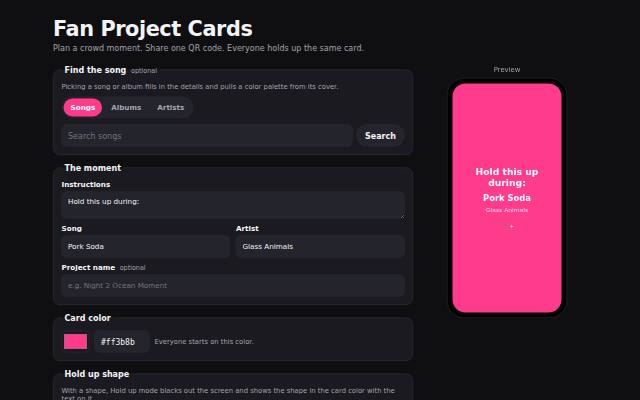 Fan Project Cards
Plan a crowd moment. Share one QR code. Everyone holds up the same card.
Find the song optional
Picking a song or album fills in the details and pulls a color palette from its cover.
Songs Albums Artists
Search songs Search
The moment
Instructions
Hold this up during:
Song Artist
Pork Soda Glass Animals
Project name optional
e.g. Night 2 Ocean Moment
Card color
#ff3b8b Everyone starts on this color.
Hold up shape
With a shape, Hold up mode blacks out the screen and shows the shape in the card color with the
text on it.
Preview
Hold this up
during:
Pork Soda
Glass Animals